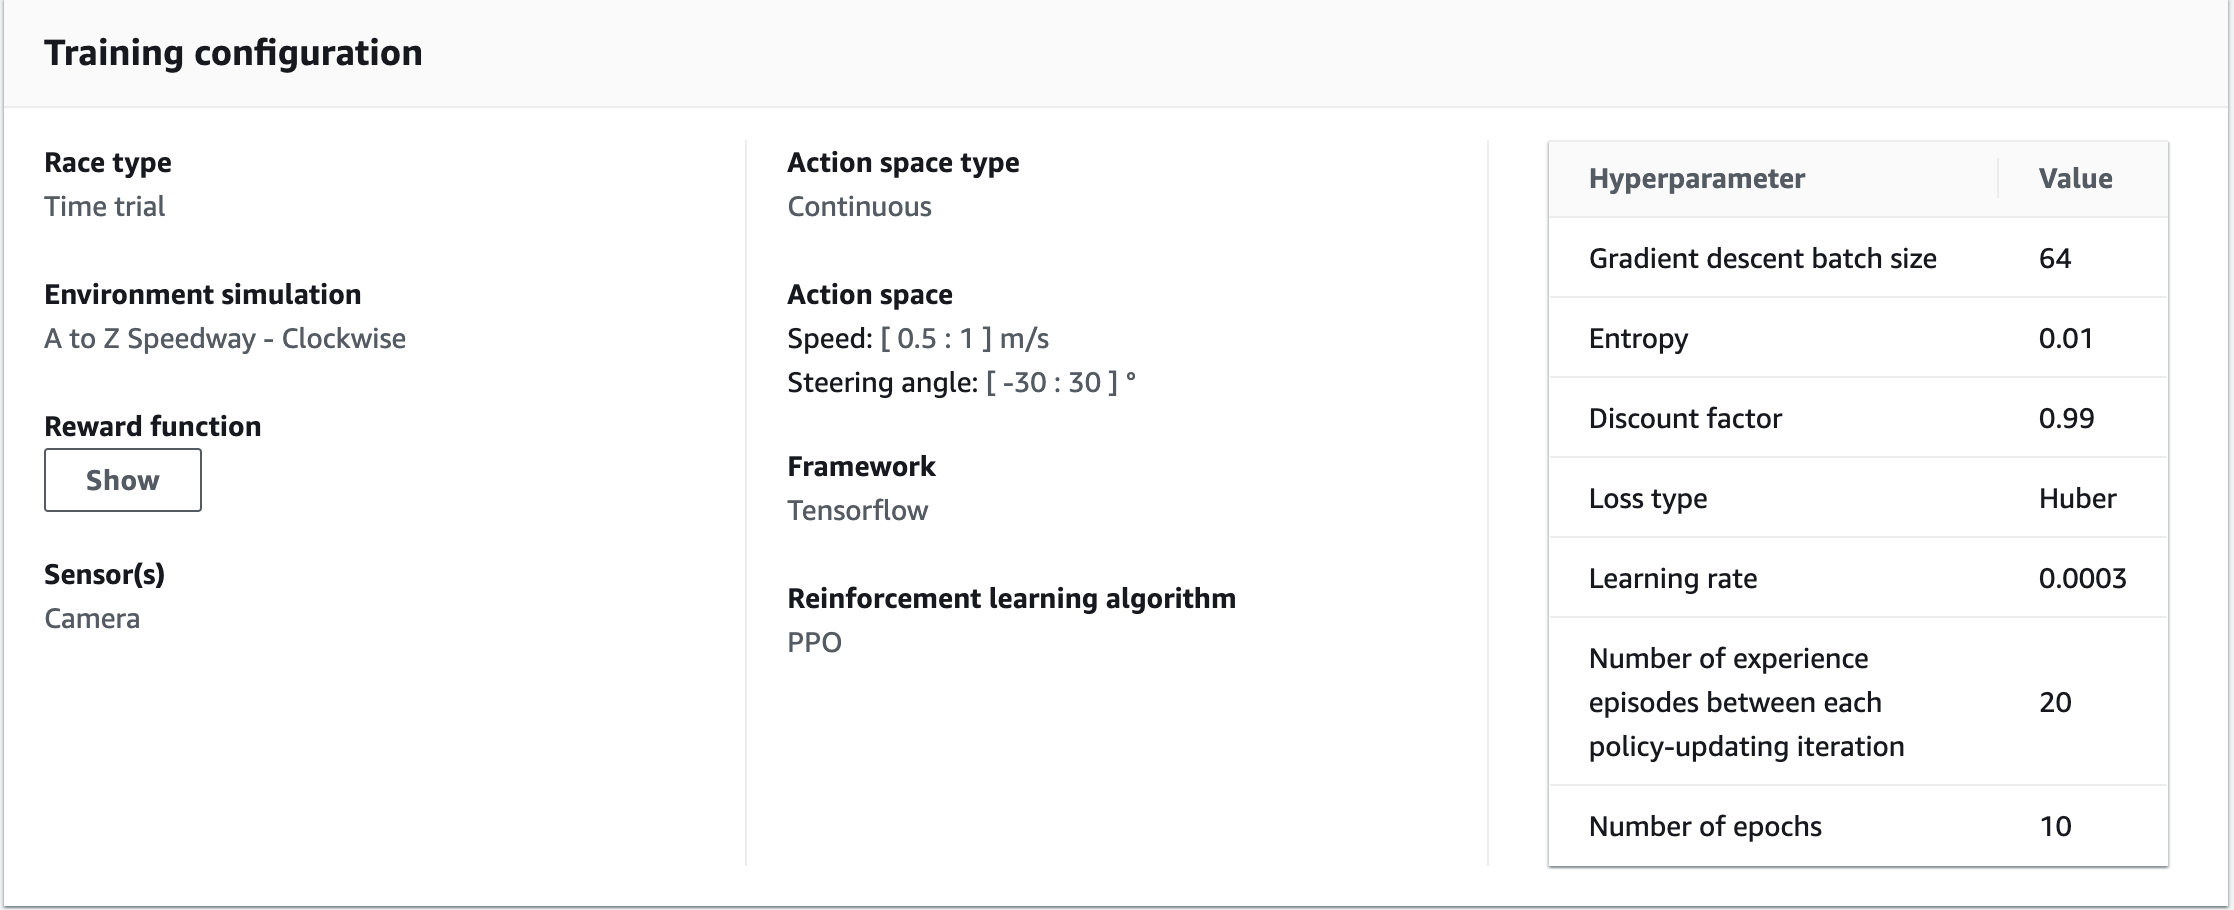 Training configuration
Race type
Time trial
Environment simulation
A to Z Speedway - Clockwise
Reward function
Show
Sensor(s)
Camera
Action space type
Continuous
Action space
Speed: [ 0.5 : 1 ] m/s
Steering angle: [ -30 : 30 ] °
Framework
Tensorflow
Reinforcement learning algorithm
PPO
Hyperparameter Value
Gradient descent batch size 64
Entropy 0.01
Discount factor 0.99
Loss type Huber
Learning rate 0.0003
Number of experience
episodes between each 20
policy-updating iteration
Number of epochs 10